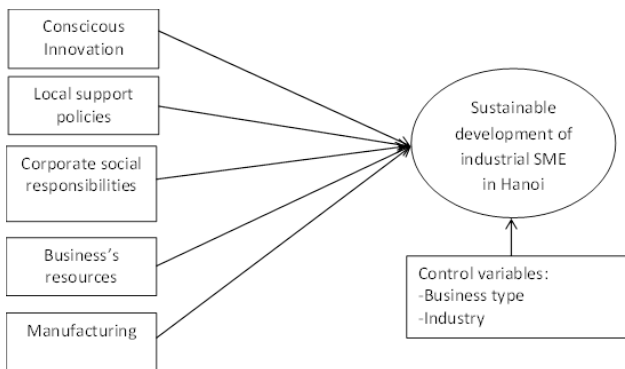 Conscicous
Innovation
Local support
policies
Corporate social
responsibilities
Business's
resources
Manufacturing
Sustainable
development of
industrial SME
in Hanoi
Control variables:
-Business type
-Industry